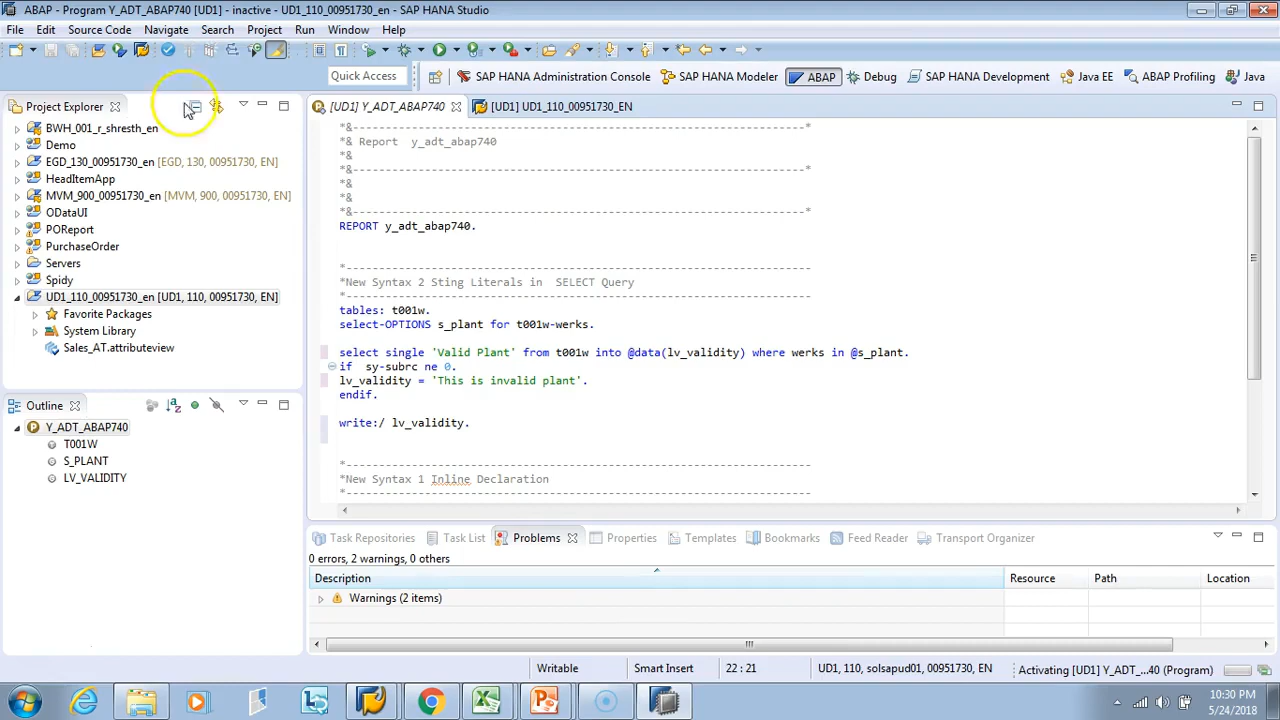 ABAP - Program Y_ADT_ABAP740 [UD1] - inactive - UD1_110_00951730_en - SAP HANA Studio
File Edit Source Code Navigate Search Project Run Window Help
Quick Access
SAP HANA Administration Console
SAP HANA Modeler
ABAP
Debug
SAP HANA Development
Java EE
ABAP Profiling
Java
Project Explorer
BWH_001_r_shresth_en
Demo
EGD_130_00951730_en [EGD, 130, 00951730, EN]
HeadItemApp
MVM_900_00951730_en [MVM, 900, 00951730, EN]
ODataUI
POReport
PurchaseOrder
Servers
Spidy
UD1_110_00951730_en [UD1, 110, 00951730, EN]
Favorite Packages
System Library
Sales_AT.attributeview
Outline
Y_ADT_ABAP740
T001W
S_PLANT
LV_VALIDITY
[UD1] Y_ADT_ABAP740
[UD1] UD1_110_00951730_EN
*&---------------------------------------------------------------------*
*& Report  y_adt_abap740
*&
*&---------------------------------------------------------------------*
*&
*&
*&---------------------------------------------------------------------*
REPORT y_adt_abap740.
*----------------------------------------------------------------------
*New Syntax 2 Sting Literals in  SELECT Query
*----------------------------------------------------------------------
tables: t001w.
select-OPTIONS s_plant for t001w-werks.
select single 'Valid Plant' from t001w into @data(lv_validity) where werks in @s_plant.
if  sy-subrc ne 0.
lv_validity = 'This is invalid plant'.
endif.
write:/ lv_validity.
*----------------------------------------------------------------------
*New Syntax 1 Inline Declaration
*----------------------------------------------------------------------
Task Repositories Task List Problems Properties Templates Bookmarks Feed Reader Transport Organizer
0 errors, 2 warnings, 0 others
Description Resource Path Location
Warnings (2 items)
Writable Smart Insert 22 : 21 UD1, 110, solsapud01, 00951730, EN Activating [UD1] Y_ADT_...40 (Program)
10:30 PM
5/24/2018